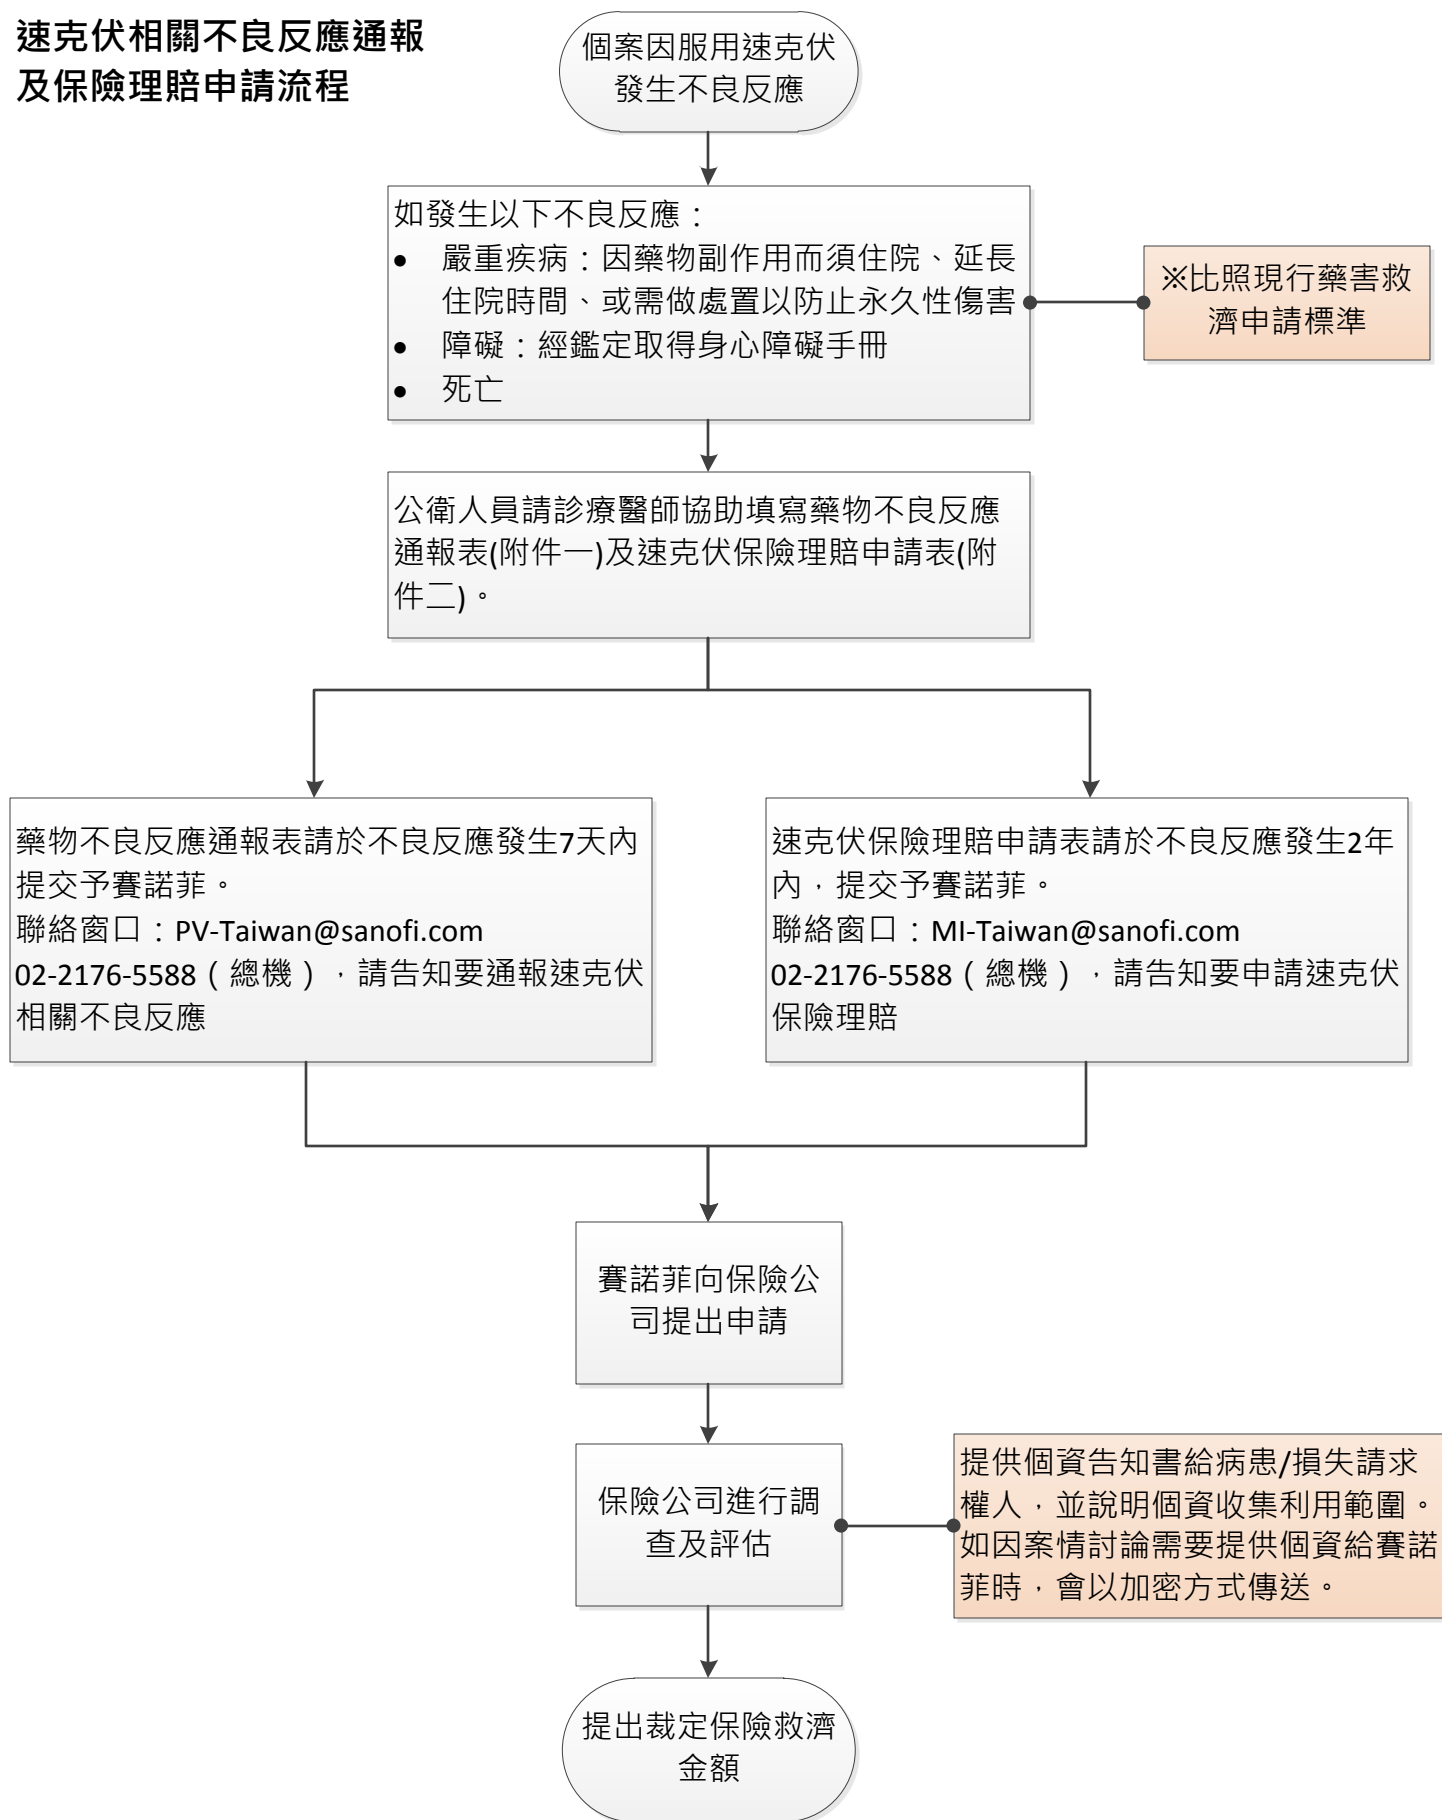 速克伏相關不良反應通報
及保險理賠申請流程
個案因服用速克伏
發生不良反應
如發生以下不良反應：
• 嚴重疾病：因藥物副作用而須住院、延長
住院時間、或需做處置以防止永久性傷害
• 障礙：經鑑定取得身心障礙手冊
• 死亡
※比照現行藥害救
濟申請標準
公衛人員請診療醫師協助填寫藥物不良反應
通報表(附件一)及速克伏保險理賠申請表(附
件二)。
藥物不良反應通報表請於不良反應發生7天內
提交予賽諾菲。
聯絡窗口：PV-Taiwan@sanofi.com
02-2176-5588（總機），請告知要通報速克伏
相關不良反應
速克伏保險理賠申請表請於不良反應發生2年
內，提交予賽諾菲。
聯絡窗口：MI-Taiwan@sanofi.com
02-2176-5588（總機），請告知要申請速克伏
保險理賠
賽諾菲向保險公
司提出申請
保險公司進行調
查及評估
提供個資告知書給病患/損失請求
權人，並說明個資收集利用範圍。
如因案情討論需要提供個資給賽諾
菲時，會以加密方式傳送。
提出裁定保險救濟
金額